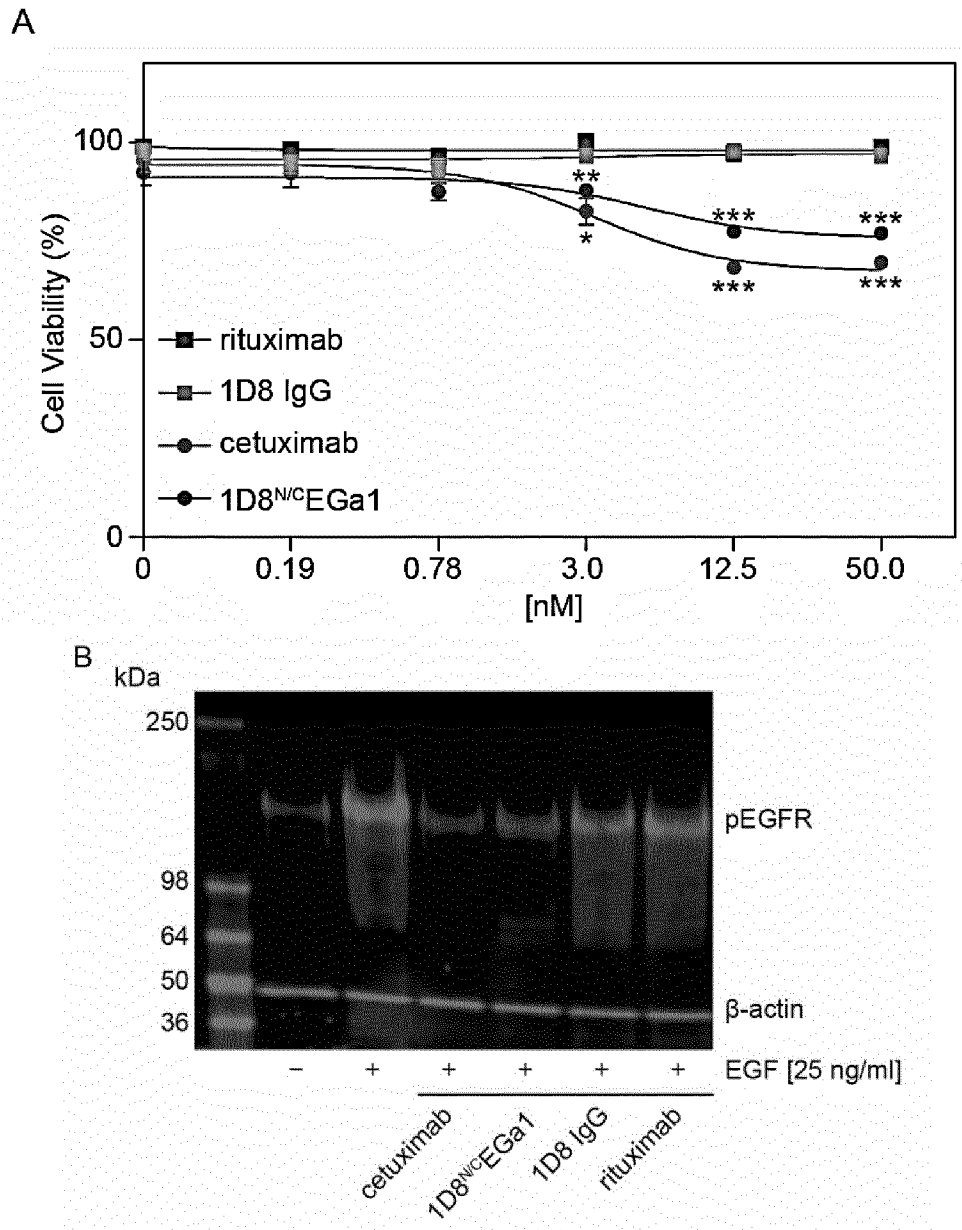 A
100
50
0
Cell Viability (%)
** *** ***
* *** ***
rituximab
1D8 IgG
cetuximab
1D8N/CEGa1
0 0.19 0.78 3.0 12.5 50.0
[nM]
B
kDa
250
98
64
50
36
pEGFR
β-actin
− + + + + + EGF [25 ng/ml]
cetuximab
1D8N/CEGa1
1D8 IgG
rituximab